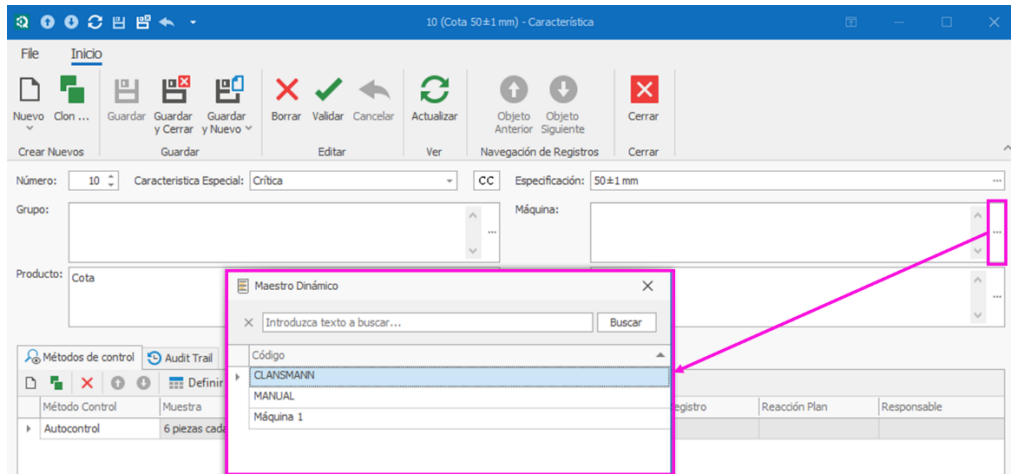 10 (Cota 50±1 mm) - Característica
File Inicio
Nuevo Clon ... Guardar Guardar y Cerrar Guardar y Nuevo Borrar Validar Cancelar Actualizar Objeto Anterior Objeto Siguiente Cerrar
Crear Nuevos Guardar Editar Ver Navegación de Registros Cerrar
Número: 10 Caracteristica Especial: Crítica CC Especificación: 50±1 mm ...
Grupo: ... Máquina: ...
Producto: Cota ...
Maestro Dinámico
Introduzca texto a buscar... Buscar
Código
CLANSMANN
MANUAL
Máquina 1
Métodos de control Audit Trail
Definir
Método Control Muestra Reacción Plan Responsable
Autocontrol 6 piezas